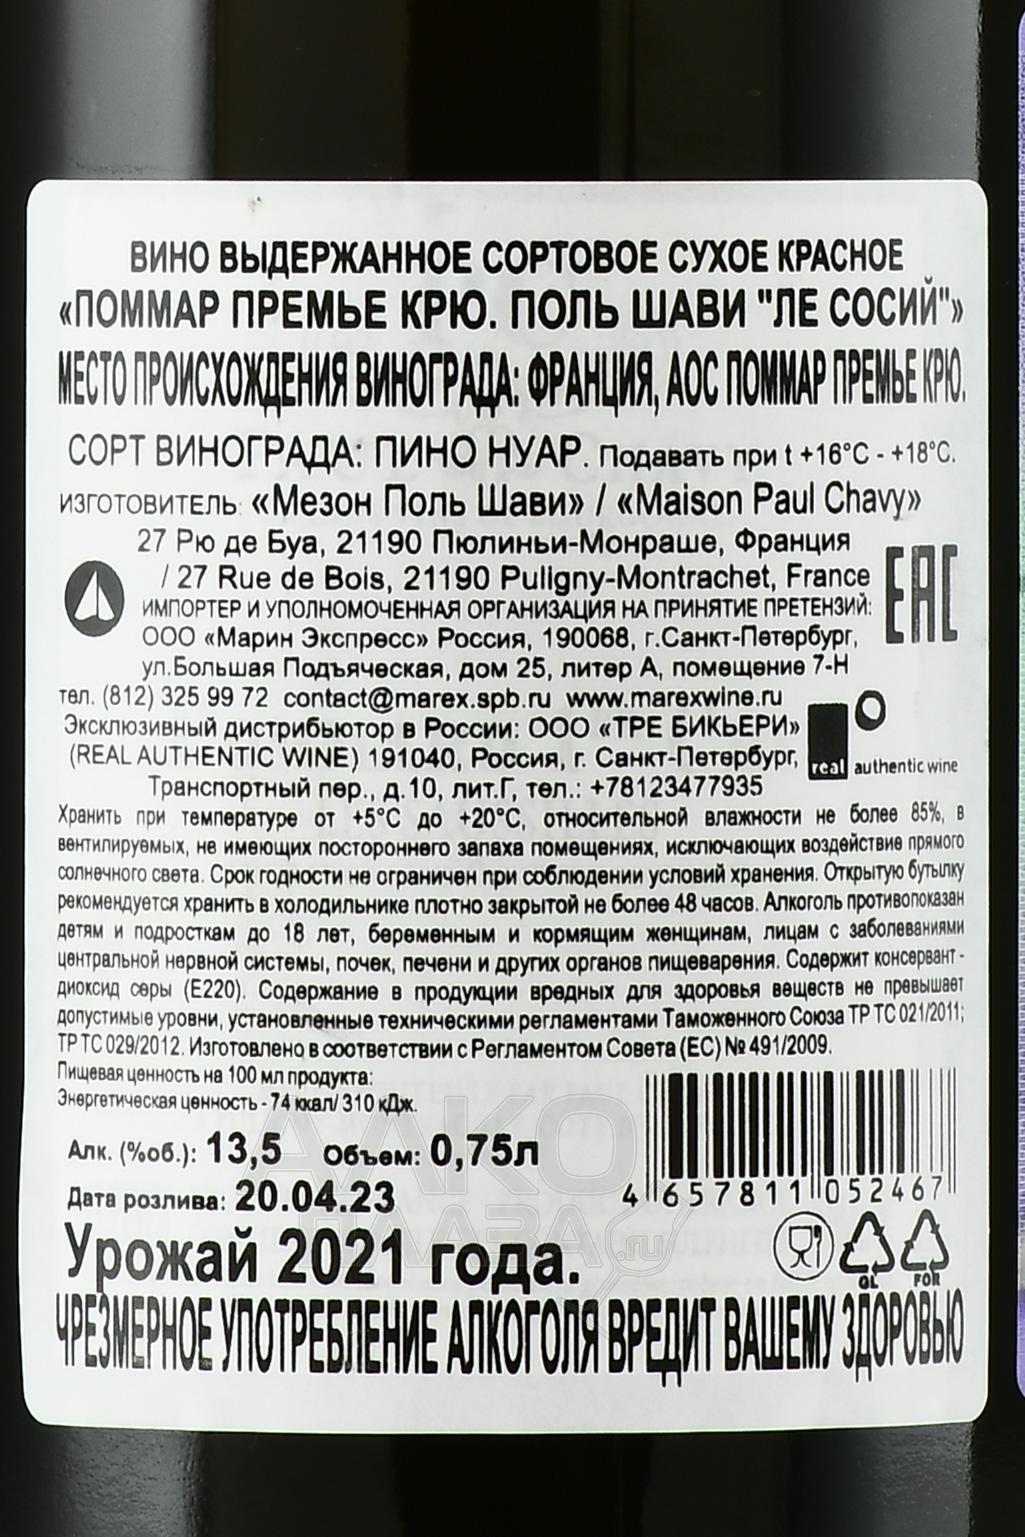 ВИНО ВЫДЕРЖАННОЕ СОРТОВОЕ СУХОЕ КРАСНОЕ
«ПОММАР ПРЕМЬЕ КРЮ. ПОЛЬ ШАВИ "ЛЕ СОСИЙ"»
МЕСТО ПРОИСХОЖДЕНИЯ ВИНОГРАДА: ФРАНЦИЯ, АОС ПОММАР ПРЕМЬЕ КРЮ.
СОРТ ВИНОГРАДА: ПИНО НУАР. Подавать при t +16°C - +18°C.
ИЗГОТОВИТЕЛЬ: «Мезон Поль Шави» / «Maison Paul Chavy»
27 Рю де Буа, 21190 Пюлиньи-Монраше, Франция
/ 27 Rue de Bois, 21190 Puligny-Montrachet, France
ИМПОРТЕР И УПОЛНОМОЧЕННАЯ ОРГАНИЗАЦИЯ НА ПРИНЯТИЕ ПРЕТЕНЗИЙ:
EAC
ООО «Марин Экспресс» Россия, 190068, г.Санкт-Петербург,
ул.Большая Подъяческая, дом 25, литер А, помещение 7-Н
тел. (812) 325 99 72 contact@marex.spb.ru www.marexwine.ru
Эксклюзивный дистрибьютор в России: ООО «ТРЕ БИКЬЕРИ»
(REAL AUTHENTIC WINE) 191040, Россия, г. Санкт-Петербург,
real authentic wine
Транспортный пер., д.10, лит.Г, тел.: +78123477935
Хранить при температуре от +5°C до +20°C, относительной влажности не более 85%, в
вентилируемых, не имеющих постороннего запаха помещениях, исключающих воздействие прямого
солнечного света. Срок годности не ограничен при соблюдении условий хранения. Открытую бутылку
рекомендуется хранить в холодильнике плотно закрытой не более 48 часов. Алкоголь противопоказан
детям и подросткам до 18 лет, беременным и кормящим женщинам, лицам с заболеваниями
центральной нервной системы, почек, печени и других органов пищеварения. Содержит консервант -
диоксид серы (Е220). Содержание в продукции вредных для здоровья веществ не превышает
допустимые уровни, установленные техническими регламентами Таможенного Союза ТР ТС 021/2011;
ТР ТС 029/2012. Изготовлено в соответствии с Регламентом Совета (ЕС) № 491/2009.
Пищевая ценность на 100 мл продукта:
Энергетическая ценность - 74 ккал/ 310 кДж.
Алк. (%об.): 13,5 Объем: 0,75л
4 657811 052467
Дата розлива: 20.04.23
АЛКО
ПЛАЗА.ru
Урожай 2021 года.
GL FOR
ЧРЕЗМЕРНОЕ УПОТРЕБЛЕНИЕ АЛКОГОЛЯ ВРЕДИТ ВАШЕМУ ЗДОРОВЬЮ